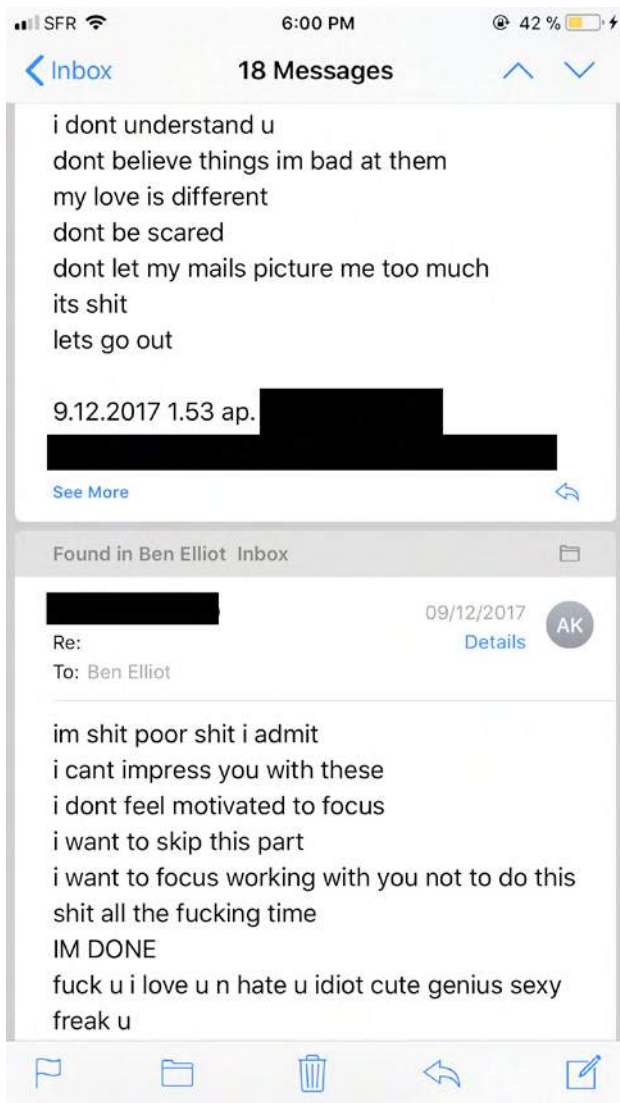 SFR 6:00 PM 42 %
Inbox 18 Messages
i dont understand u
dont believe things im bad at them
my love is different
dont be scared
dont let my mails picture me too much
its shit
lets go out
9.12.2017 1.53 ap.
See More
Found in Ben Elliot Inbox
09/12/2017
AK
Re:
Details
To: Ben Elliot
im shit poor shit i admit
i cant impress you with these
i dont feel motivated to focus
i want to skip this part
i want to focus working with you not to do this
shit all the fucking time
IM DONE
fuck u i love u n hate u idiot cute genius sexy
freak u